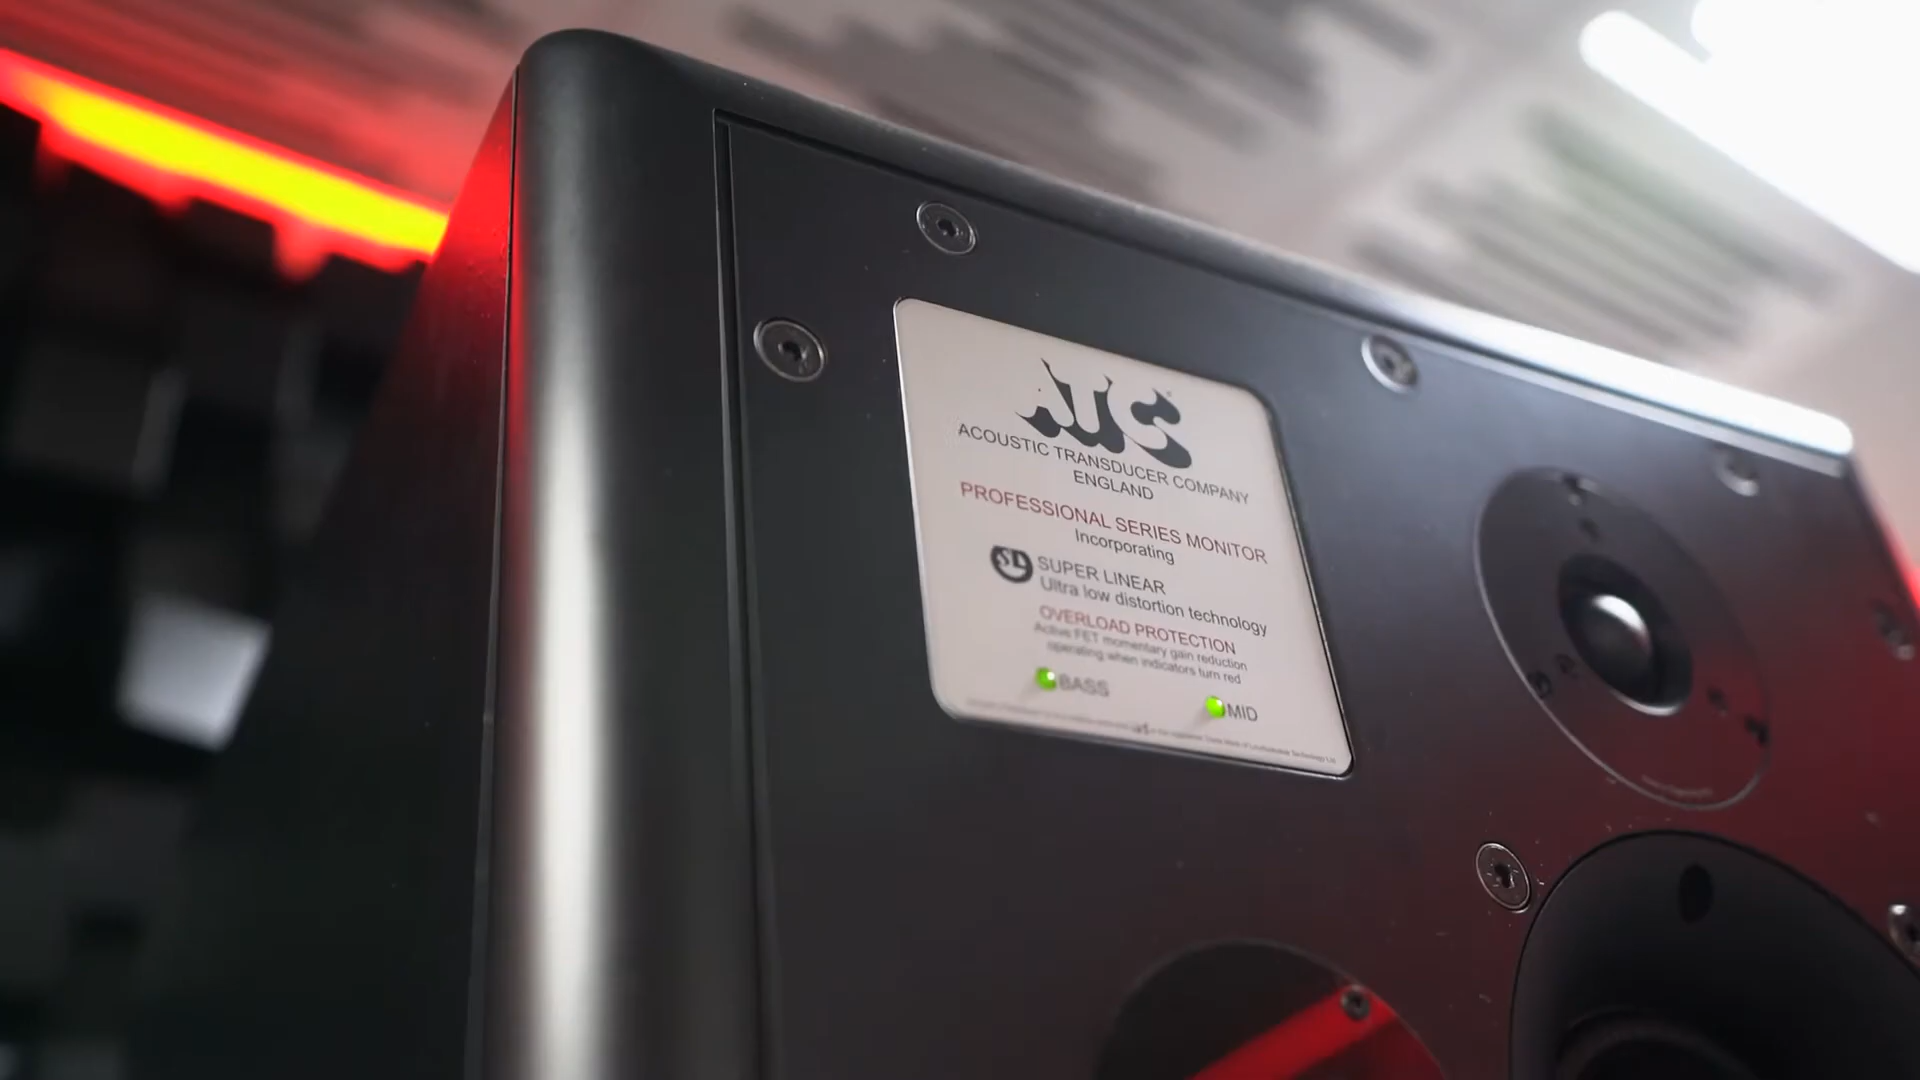 ATC
ACOUSTIC TRANSDUCER COMPANY
ENGLAND
PROFESSIONAL SERIES MONITOR
Incorporating
SL SUPER LINEAR
Ultra low distortion technology
OVERLOAD PROTECTION
Active FET momentary gain reduction
operating when indicators turn red
BASS
MID